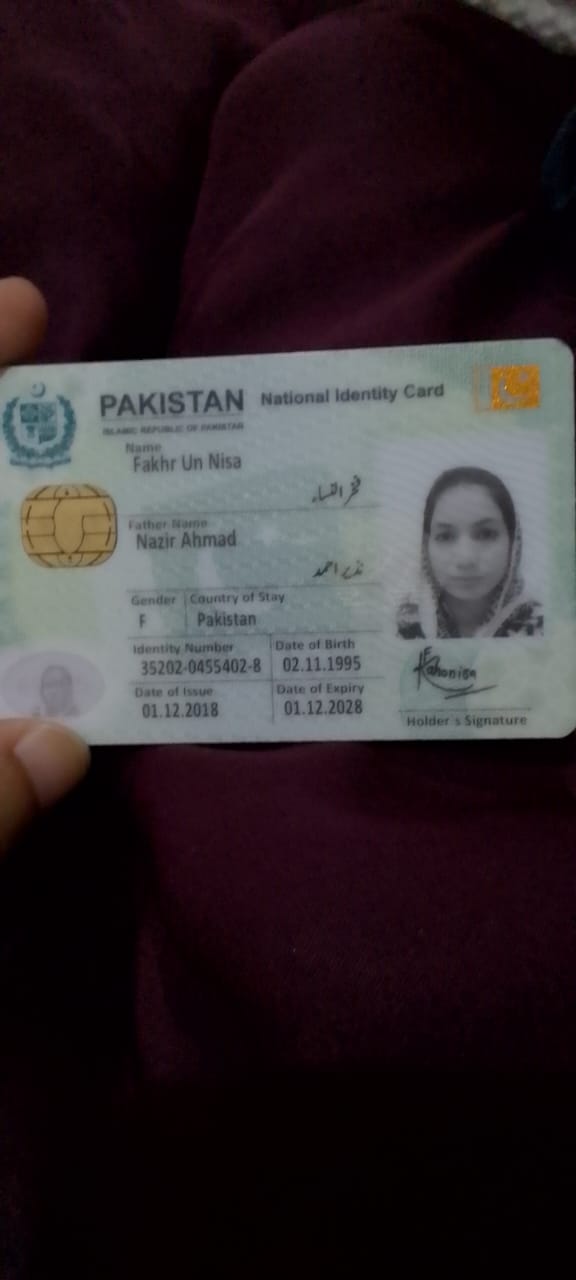 PAKISTAN National Identity Card
ISLAMIC REPUBLIC OF PAKISTAN
Name
Fakhr Un Nisa
فخر النساء
Father Name
Nazir Ahmad
نذیر احمد
Gender Country of Stay
F Pakistan
Identity Number Date of Birth
35202-0455402-8 02.11.1995
Date of Issue Date of Expiry
01.12.2018 01.12.2028
Holder's Signature